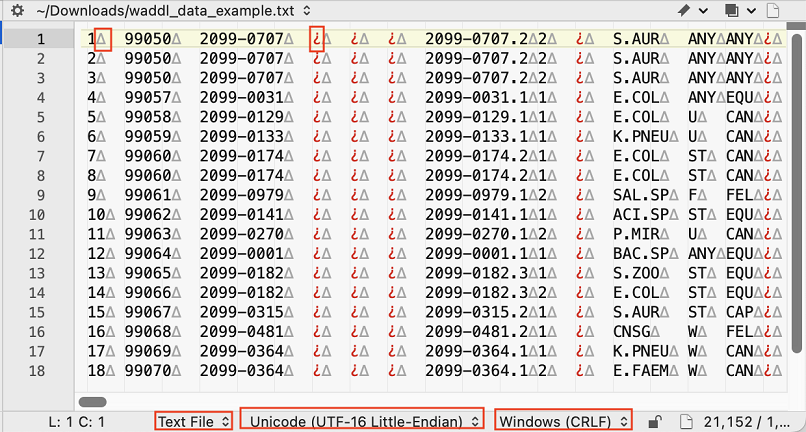 ~/Downloads/waddl_data_example.txt
1 1∆ 99050∆ 2099-0707∆ ¿∆ ¿∆ ¿∆ 2099-0707.2∆2∆ ¿∆ S.AUR∆ ANY∆ANY∆¿∆
2 2∆ 99050∆ 2099-0707∆ ¿∆ ¿∆ ¿∆ 2099-0707.2∆2∆ ¿∆ S.AUR∆ ANY∆ANY∆¿∆
3 3∆ 99050∆ 2099-0707∆ ¿∆ ¿∆ ¿∆ 2099-0707.2∆2∆ ¿∆ S.AUR∆ ANY∆ANY∆¿∆
4 4∆ 99057∆ 2099-0031∆ ¿∆ ¿∆ ¿∆ 2099-0031.1∆1∆ ¿∆ E.COL∆ ANY∆EQU∆¿∆
5 5∆ 99058∆ 2099-0129∆ ¿∆ ¿∆ ¿∆ 2099-0129.1∆1∆ ¿∆ E.COL∆ U∆ CAN∆¿∆
6 6∆ 99059∆ 2099-0133∆ ¿∆ ¿∆ ¿∆ 2099-0133.1∆1∆ ¿∆ K.PNEU∆ U∆ CAN∆¿∆
7 7∆ 99060∆ 2099-0174∆ ¿∆ ¿∆ ¿∆ 2099-0174.2∆1∆ ¿∆ E.COL∆ ST∆ CAN∆¿∆
8 8∆ 99060∆ 2099-0174∆ ¿∆ ¿∆ ¿∆ 2099-0174.2∆1∆ ¿∆ E.COL∆ ST∆ CAN∆¿∆
9 9∆ 99061∆ 2099-0979∆ ¿∆ ¿∆ ¿∆ 2099-0979.1∆2∆ ¿∆ SAL.SP∆ F∆ FEL∆¿∆
10 10∆ 99062∆ 2099-0141∆ ¿∆ ¿∆ ¿∆ 2099-0141.1∆1∆ ¿∆ ACI.SP∆ ST∆ EQU∆¿∆
11 11∆ 99063∆ 2099-0270∆ ¿∆ ¿∆ ¿∆ 2099-0270.1∆2∆ ¿∆ P.MIR∆ U∆ CAN∆¿∆
12 12∆ 99064∆ 2099-0001∆ ¿∆ ¿∆ ¿∆ 2099-0001.1∆1∆ ¿∆ BAC.SP∆ ANY∆EQU∆¿∆
13 13∆ 99065∆ 2099-0182∆ ¿∆ ¿∆ ¿∆ 2099-0182.3∆1∆ ¿∆ S.ZOO∆ ST∆ EQU∆¿∆
14 14∆ 99066∆ 2099-0182∆ ¿∆ ¿∆ ¿∆ 2099-0182.3∆2∆ ¿∆ E.COL∆ ST∆ EQU∆¿∆
15 15∆ 99067∆ 2099-0315∆ ¿∆ ¿∆ ¿∆ 2099-0315.2∆1∆ ¿∆ S.AUR∆ ST∆ CAP∆¿∆
16 16∆ 99068∆ 2099-0481∆ ¿∆ ¿∆ ¿∆ 2099-0481.2∆1∆ ¿∆ CNSG∆ W∆ FEL∆¿∆
17 17∆ 99069∆ 2099-0364∆ ¿∆ ¿∆ ¿∆ 2099-0364.1∆1∆ ¿∆ K.PNEU∆ W∆ CAN∆¿∆
18 18∆ 99070∆ 2099-0364∆ ¿∆ ¿∆ ¿∆ 2099-0364.1∆2∆ ¿∆ E.FAEM∆ W∆ CAN∆¿∆
L: 1 C: 1 Text File Unicode (UTF-16 Little-Endian) Windows (CRLF) 21,152 / 1,...